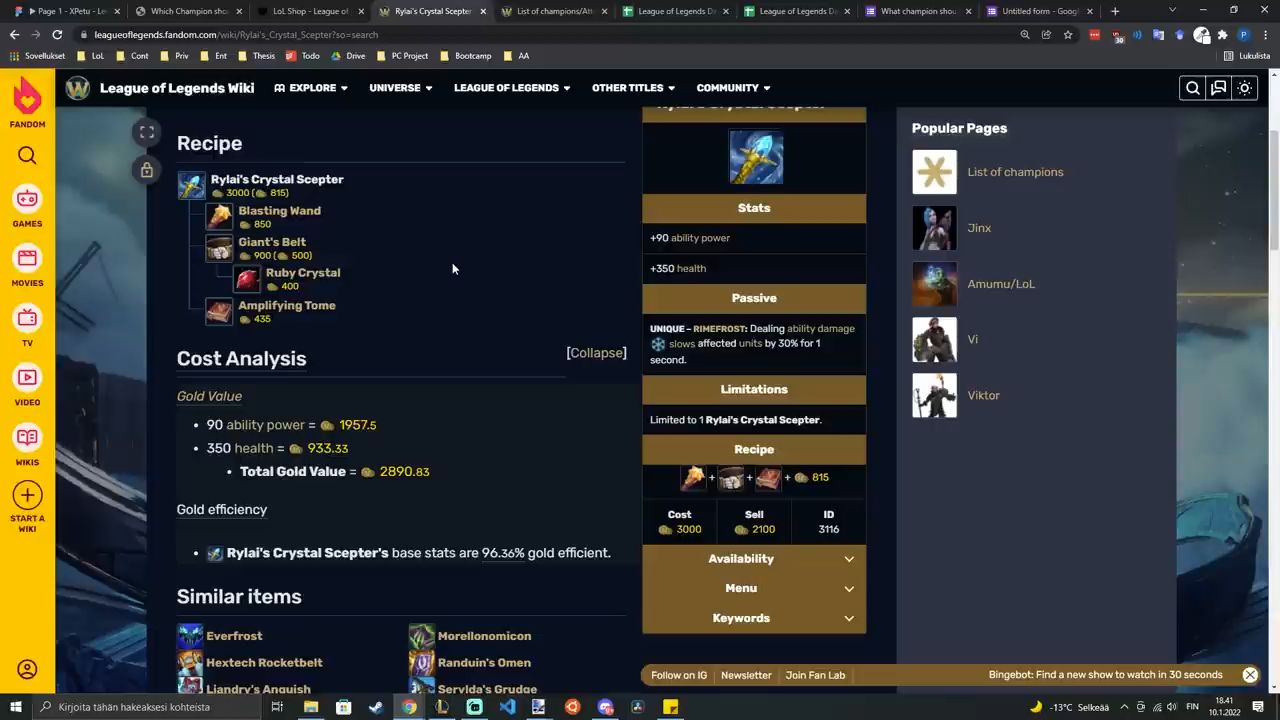 Page 1 - XPetu - Le
Which Champion sho
LoL Shop - League of
Rylai's Crystal Scepter
List of champions/Att
League of Legends Da
League of Legends Da
What champion shou
Untitled form - Goog
leagueoflegends.fandom.com/wiki/Rylai's_Crystal_Scepter?so=search
Sovellukset LoL Cont Priv Ent Thesis Todo Drive PC Project Bootcamp AA Lukulista
FANDOM
GAMES
MOVIES
TV
VIDEO
WIKIS
START A
WIKI
League of Legends Wiki EXPLORE UNIVERSE LEAGUE OF LEGENDS OTHER TITLES COMMUNITY
Recipe
Rylai's Crystal Scepter
3000 (815)
Blasting Wand
850
Giant's Belt
900 (500)
Ruby Crystal
400
Amplifying Tome
435
Cost Analysis [Collapse]
Gold Value
• 90 ability power = 1957.5
• 350 health = 933.33
• Total Gold Value = 2890.83
Gold efficiency
• Rylai's Crystal Scepter's base stats are 96.36% gold efficient.
Similar items
Everfrost Morellonomicon
Hextech Rocketbelt Randuin's Omen
Liandry's Anguish Serylda's Grudge
Rylai's Crystal Scepter
Stats
+90 ability power
+350 health
Passive
UNIQUE – RIMEFROST: Dealing ability damage
slows affected units by 30% for 1
second.
Limitations
Limited to 1 Rylai's Crystal Scepter.
Recipe
+ + + 815
Cost Sell ID
3000 2100 3116
Availability
Menu
Keywords
Popular Pages
List of champions
Jinx
Amumu/LoL
Vi
Viktor
Follow on IG Newsletter Join Fan Lab Bingebot: Find a new show to watch in 30 seconds
Kirjoita tähän hakeaksesi kohteista
-13°C Selkeää FIN 18.41
10.1.2022